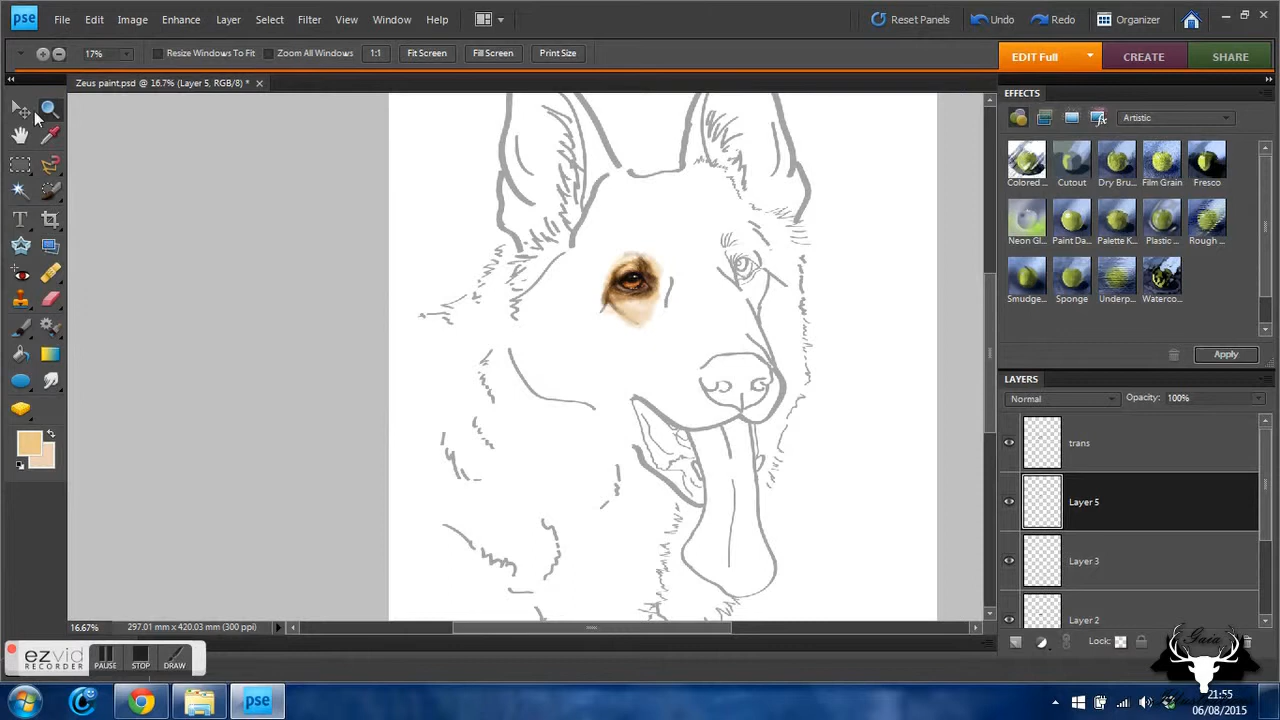 pse File Edit Image Enhance Layer Select Filter View Window Help Reset Panels Undo Redo Organizer
17% Resize Windows To Fit Zoom All Windows 1:1 Fit Screen Fill Screen Print Size EDIT Full CREATE SHARE
Zeus paint.psd @ 16.7% (Layer 5, RGB/8) *
EFFECTS
Artistic
Colored ... Cutout Dry Bru... Film Grain Fresco
Neon Gl... Paint Da... Palette K... Plastic ... Rough ...
Smudge... Sponge Underp... Waterco...
Apply
LAYERS
Normal Opacity: 100%
trans
Layer 5
Layer 3
Layer 2
16.67% 297.01 mm x 420.03 mm (300 ppi)
Lock:
ezvid
RECORDER PAUSE STOP DRAW
Gaia
pse
21:55
06/08/2015